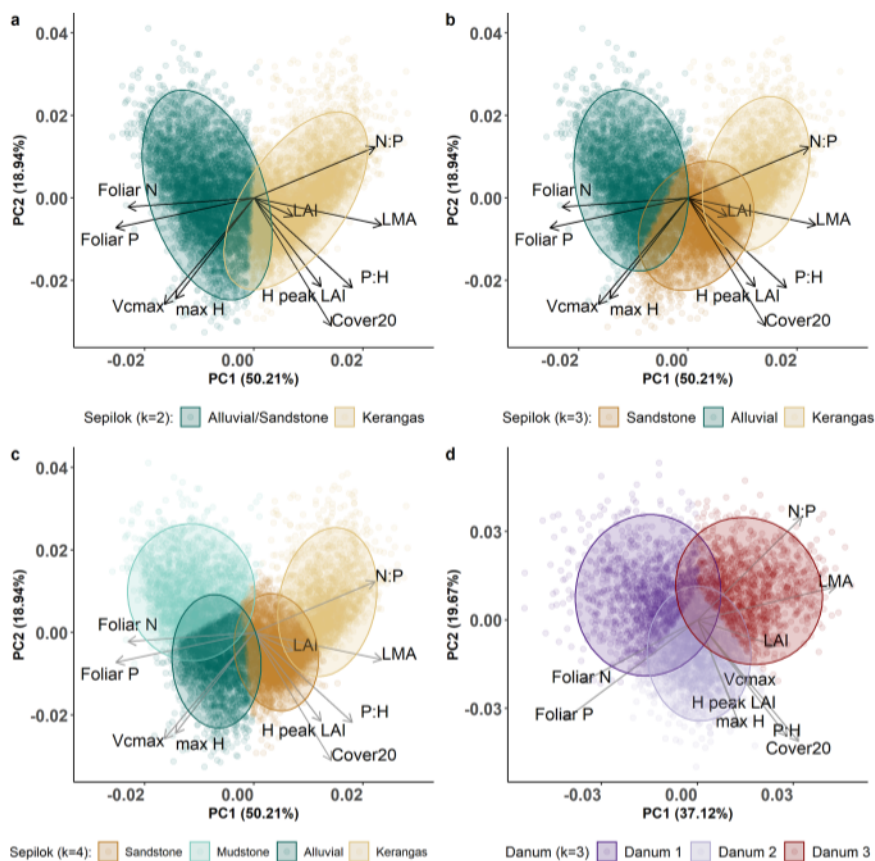 a
0.04
0.02
0.00
-0.02
PC2 (18.94%)
N:P
Foliar N
LAI
Foliar P
LMA
P:H
H peak LAI
Vcmax
max H
Cover20
-0.02
0.00
0.02
PC1 (50.21%)
Sepilok (k=2): Alluvial/Sandstone Kerangas
b
0.04
0.02
0.00
-0.02
PC2 (18.94%)
N:P
Foliar N
LAI
Foliar P
LMA
P:H
H peak LAI
Vcmax
max H
Cover20
-0.02
0.00
0.02
PC1 (50.21%)
Sepilok (k=3): Sandstone Alluvial Kerangas
c
0.04
0.02
0.00
-0.02
PC2 (18.94%)
N:P
Foliar N
LAI
Foliar P
LMA
P:H
H peak LAI
Vcmax
max H
Cover20
-0.02
0.00
0.02
PC1 (50.21%)
Sepilok (k=4): Sandstone Mudstone Alluvial Kerangas
d
0.03
0.00
-0.03
PC2 (19.67%)
N:P
LMA
LAI
Foliar N
Vcmax
Foliar P
H peak LAI
max H
P:H
Cover20
-0.03
0.00
0.03
PC1 (37.12%)
Danum (k=3) Danum 1 Danum 2 Danum 3